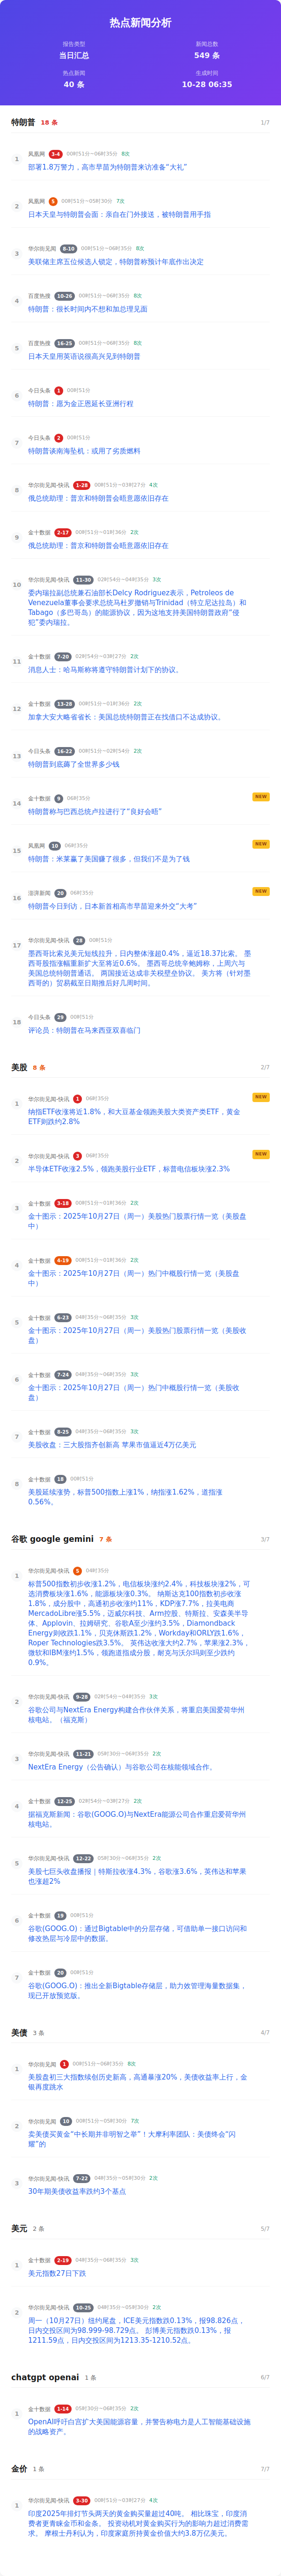 热点新闻分析
报告类型
新闻总数
当日汇总
549 条
热点新闻
生成时间
40 条
10-28 06:35
特朗普 18 条 1/7
1
凤凰网 3-4 00时51分~06时35分 8次
部署1.8万警力，高市早苗为特朗普来访准备“大礼”
2
凤凰网 5 00时51分~05时30分 7次
日本天皇与特朗普会面：亲自在门外接送，被特朗普用手指
3
华尔街见闻 8-10 00时51分~06时35分 8次
美联储主席五位候选人锁定，特朗普称预计年底作出决定
4
百度热搜 10-26 00时51分~06时35分 8次
特朗普：很长时间内不想和加总理见面
5
百度热搜 16-25 00时51分~06时35分 8次
日本天皇用英语说很高兴见到特朗普
6
今日头条 1 00时51分
特朗普：愿为金正恩延长亚洲行程
7
今日头条 2 00时51分
特朗普谈南海坠机：或用了劣质燃料
8
华尔街见闻-快讯 1-28 00时51分~03时27分 4次
俄总统助理：普京和特朗普会晤意愿依旧存在
9
金十数据 2-17 00时51分~01时36分 2次
俄总统助理：普京和特朗普会晤意愿依旧存在
10
华尔街见闻-快讯 11-30 02时54分~04时35分 3次
委内瑞拉副总统兼石油部长Delcy Rodriguez表示，Petroleos de
Venezuela董事会要求总统马杜罗撤销与Trinidad（特立尼达拉岛）和
Tabago（多巴哥岛）的能源协议，因为这地支持美国特朗普政府“侵
犯”委内瑞拉。
11
金十数据 7-20 02时54分~03时27分 2次
消息人士：哈马斯称将遵守特朗普计划下的协议。
12
金十数据 13-28 00时51分~01时36分 2次
加拿大安大略省省长：美国总统特朗普正在找借口不达成协议。
13
今日头条 16-22 00时51分~02时54分 2次
特朗普到底薅了全世界多少钱
14
金十数据 9 06时35分
NEW
特朗普称与巴西总统卢拉进行了“良好会晤”
15
凤凰网 10 06时35分
NEW
特朗普：米莱赢了美国赚了很多，但我们不是为了钱
16
澎湃新闻 20 06时35分
NEW
特朗普今日到访，日本新首相高市早苗迎来外交“大考”
17
华尔街见闻-快讯 28 00时51分
墨西哥比索兑美元短线拉升，日内整体涨超0.4%，逼近18.37比索。 墨
西哥股指涨幅重新扩大至将近0.6%。 墨西哥总统辛鲍姆称，上周六与
美国总统特朗普通话。 两国接近达成非关税壁垒协议。 美方将（针对墨
西哥的）贸易截至日期推后好几周时间。
18
今日头条 29 00时51分
评论员：特朗普在马来西亚双喜临门
美股 8 条 2/7
1
华尔街见闻-快讯 1 06时35分
NEW
纳指ETF收涨将近1.8%，和大豆基金领跑美股大类资产类ETF，黄金
ETF则跌约2.8%
2
华尔街见闻-快讯 3 06时35分
NEW
半导体ETF收涨2.5%，领跑美股行业ETF，标普电信板块涨2.3%
3
金十数据 3-18 00时51分~01时36分 2次
金十图示：2025年10月27日（周一）美股热门股票行情一览（美股盘
中）
4
金十数据 6-19 00时51分~01时36分 2次
金十图示：2025年10月27日（周一）热门中概股行情一览（美股盘
中）
5
金十数据 6-23 04时35分~06时35分 3次
金十图示：2025年10月27日（周一）美股热门股票行情一览（美股收
盘）
6
金十数据 7-24 04时35分~06时35分 3次
金十图示：2025年10月27日（周一）热门中概股行情一览（美股收
盘）
7
金十数据 8-25 04时35分~06时35分 3次
美股收盘：三大股指齐创新高 苹果市值逼近4万亿美元
8
金十数据 18 00时51分
美股延续涨势，标普500指数上涨1%，纳指涨1.62%，道指涨
0.56%。
谷歌 google gemini 7 条 3/7
1
华尔街见闻-快讯 5 04时35分
标普500指数初步收涨1.2%，电信板块涨约2.4%，科技板块涨2%，可
选消费板块涨1.6%，能源板块涨0.3%。 纳斯达克100指数初步收涨
1.8%，成分股中，高通初步收涨约11%，KDP涨7.7%，拉美电商
MercadoLibre涨5.5%，迈威尔科技、Arm控股、特斯拉、安森美半导
体、Applovin、拉姆研究、谷歌A至少涨约3.5%，Diamondback
Energy则收跌1.1%，贝克休斯跌1.2%，Workday和ORLY跌1.6%，
Roper Technologies跌3.5%。 英伟达收涨大约2.7%，苹果涨2.3%，
微软和IBM涨约1.5%，领跑道指成分股，耐克与沃尔玛则至少跌约
0.9%。
2
华尔街见闻-快讯 9-28 02时54分~04时35分 3次
谷歌公司与NextEra Energy构建合作伙伴关系，将重启美国爱荷华州
核电站。（福克斯）
3
华尔街见闻-快讯 11-21 05时30分~06时35分 2次
NextEra Energy（公告确认）与谷歌公司在核能领域合作。
4
金十数据 12-25 02时54分~03时27分 2次
据福克斯新闻：谷歌(GOOG.O)与NextEra能源公司合作重启爱荷华州
核电站。
5
华尔街见闻-快讯 12-22 05时30分~06时35分 2次
美股七巨头收盘播报｜特斯拉收涨4.3%，谷歌涨3.6%，英伟达和苹果
也涨超2%
6
金十数据 19 00时51分
谷歌(GOOG.O)：通过Bigtable中的分层存储，可借助单一接口访问和
修改热层与冷层中的数据。
7
金十数据 20 00时51分
谷歌(GOOG.O)：推出全新Bigtable存储层，助力效管理海量数据集，
现已开放预览版。
美债 3 条 4/7
1
华尔街见闻 1 00时51分~06时35分 8次
美股盘初三大指数续创历史新高，高通暴涨20%，美债收益率上行，金
银再度跳水
2
华尔街见闻 10 00时51分~05时30分 7次
卖美债买黄金“中长期并非明智之举”！大摩利率团队：美债终会“闪
耀”的
3
华尔街见闻-快讯 7-22 04时35分~05时30分 2次
30年期美债收益率跌约3个基点
美元 2 条 5/7
1
金十数据 2-19 04时35分~06时35分 3次
美元指数27日下跌
2
华尔街见闻-快讯 10-25 04时35分~05时30分 2次
周一（10月27日）纽约尾盘，ICE美元指数跌0.13%，报98.826点，
日内交投区间为98.999-98.729点。 彭博美元指数跌0.13%，报
1211.59点，日内交投区间为1213.35-1210.52点。
chatgpt openai 1 条 6/7
1
金十数据 1-14 05时30分~06时35分 2次
OpenAI呼吁白宫扩大美国能源容量，并警告称电力是人工智能基础设施
的战略资产。
金价 1 条 7/7
1
华尔街见闻-快讯 3-30 00时51分~03时27分 4次
印度2025年排灯节头两天的黄金购买量超过40吨。 相比珠宝，印度消
费者更青睐金币和金条。 投资动机对黄金购买行为的影响力超过消费需
求。 摩根士丹利认为，印度家庭所持黄金价值大约3.8万亿美元。